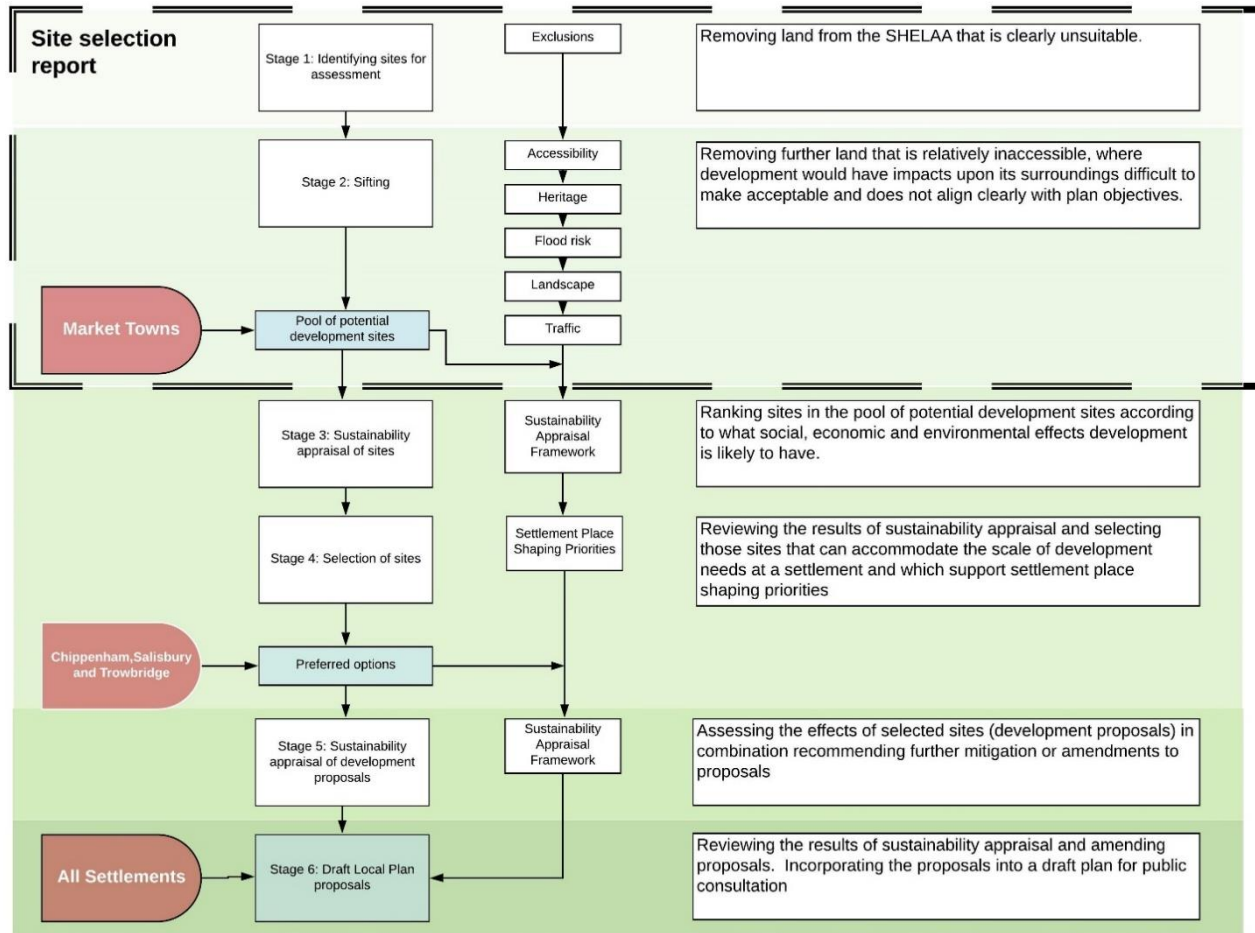 Site selection
report
Stage 1: Identifying sites for
assessment
Exclusions
Removing land from the SHELAA that is clearly unsuitable.
Stage 2: Sifting
Accessibility
Heritage
Flood risk
Landscape
Traffic
Removing further land that is relatively inaccessible, where
development would have impacts upon its surroundings difficult to
make acceptable and does not align clearly with plan objectives.
Market Towns
Pool of potential
development sites
Stage 3: Sustainability
appraisal of sites
Sustainability
Appraisal
Framework
Ranking sites in the pool of potential development sites according
to what social, economic and environmental effects development
is likely to have.
Stage 4: Selection of sites
Settlement Place
Shaping Priorities
Reviewing the results of sustainability appraisal and selecting
those sites that can accommodate the scale of development
needs at a settlement and which support settlement place
shaping priorities
Chippenham,Salisbury
and Trowbridge
Preferred options
Stage 5: Sustainability
appraisal of development
proposals
Sustainability
Appraisal
Framework
Assessing the effects of selected sites (development proposals) in
combination recommending further mitigation or amendments to
proposals
All Settlements
Stage 6: Draft Local Plan
proposals
Reviewing the results of sustainability appraisal and amending
proposals.  Incorporating the proposals into a draft plan for public
consultation